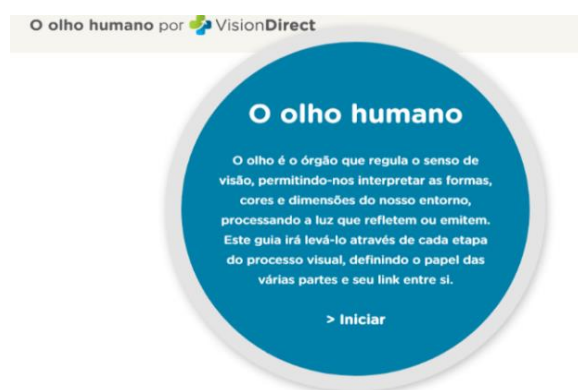 O olho humano por VisionDirect
O olho humano
O olho é o órgão que regula o senso de
visão, permitindo-nos interpretar as formas,
cores e dimensões do nosso entorno,
processando a luz que refletem ou emitem.
Este guia irá levá-lo através de cada etapa
do processo visual, definindo o papel das
várias partes e seu link entre si.
> Iniciar